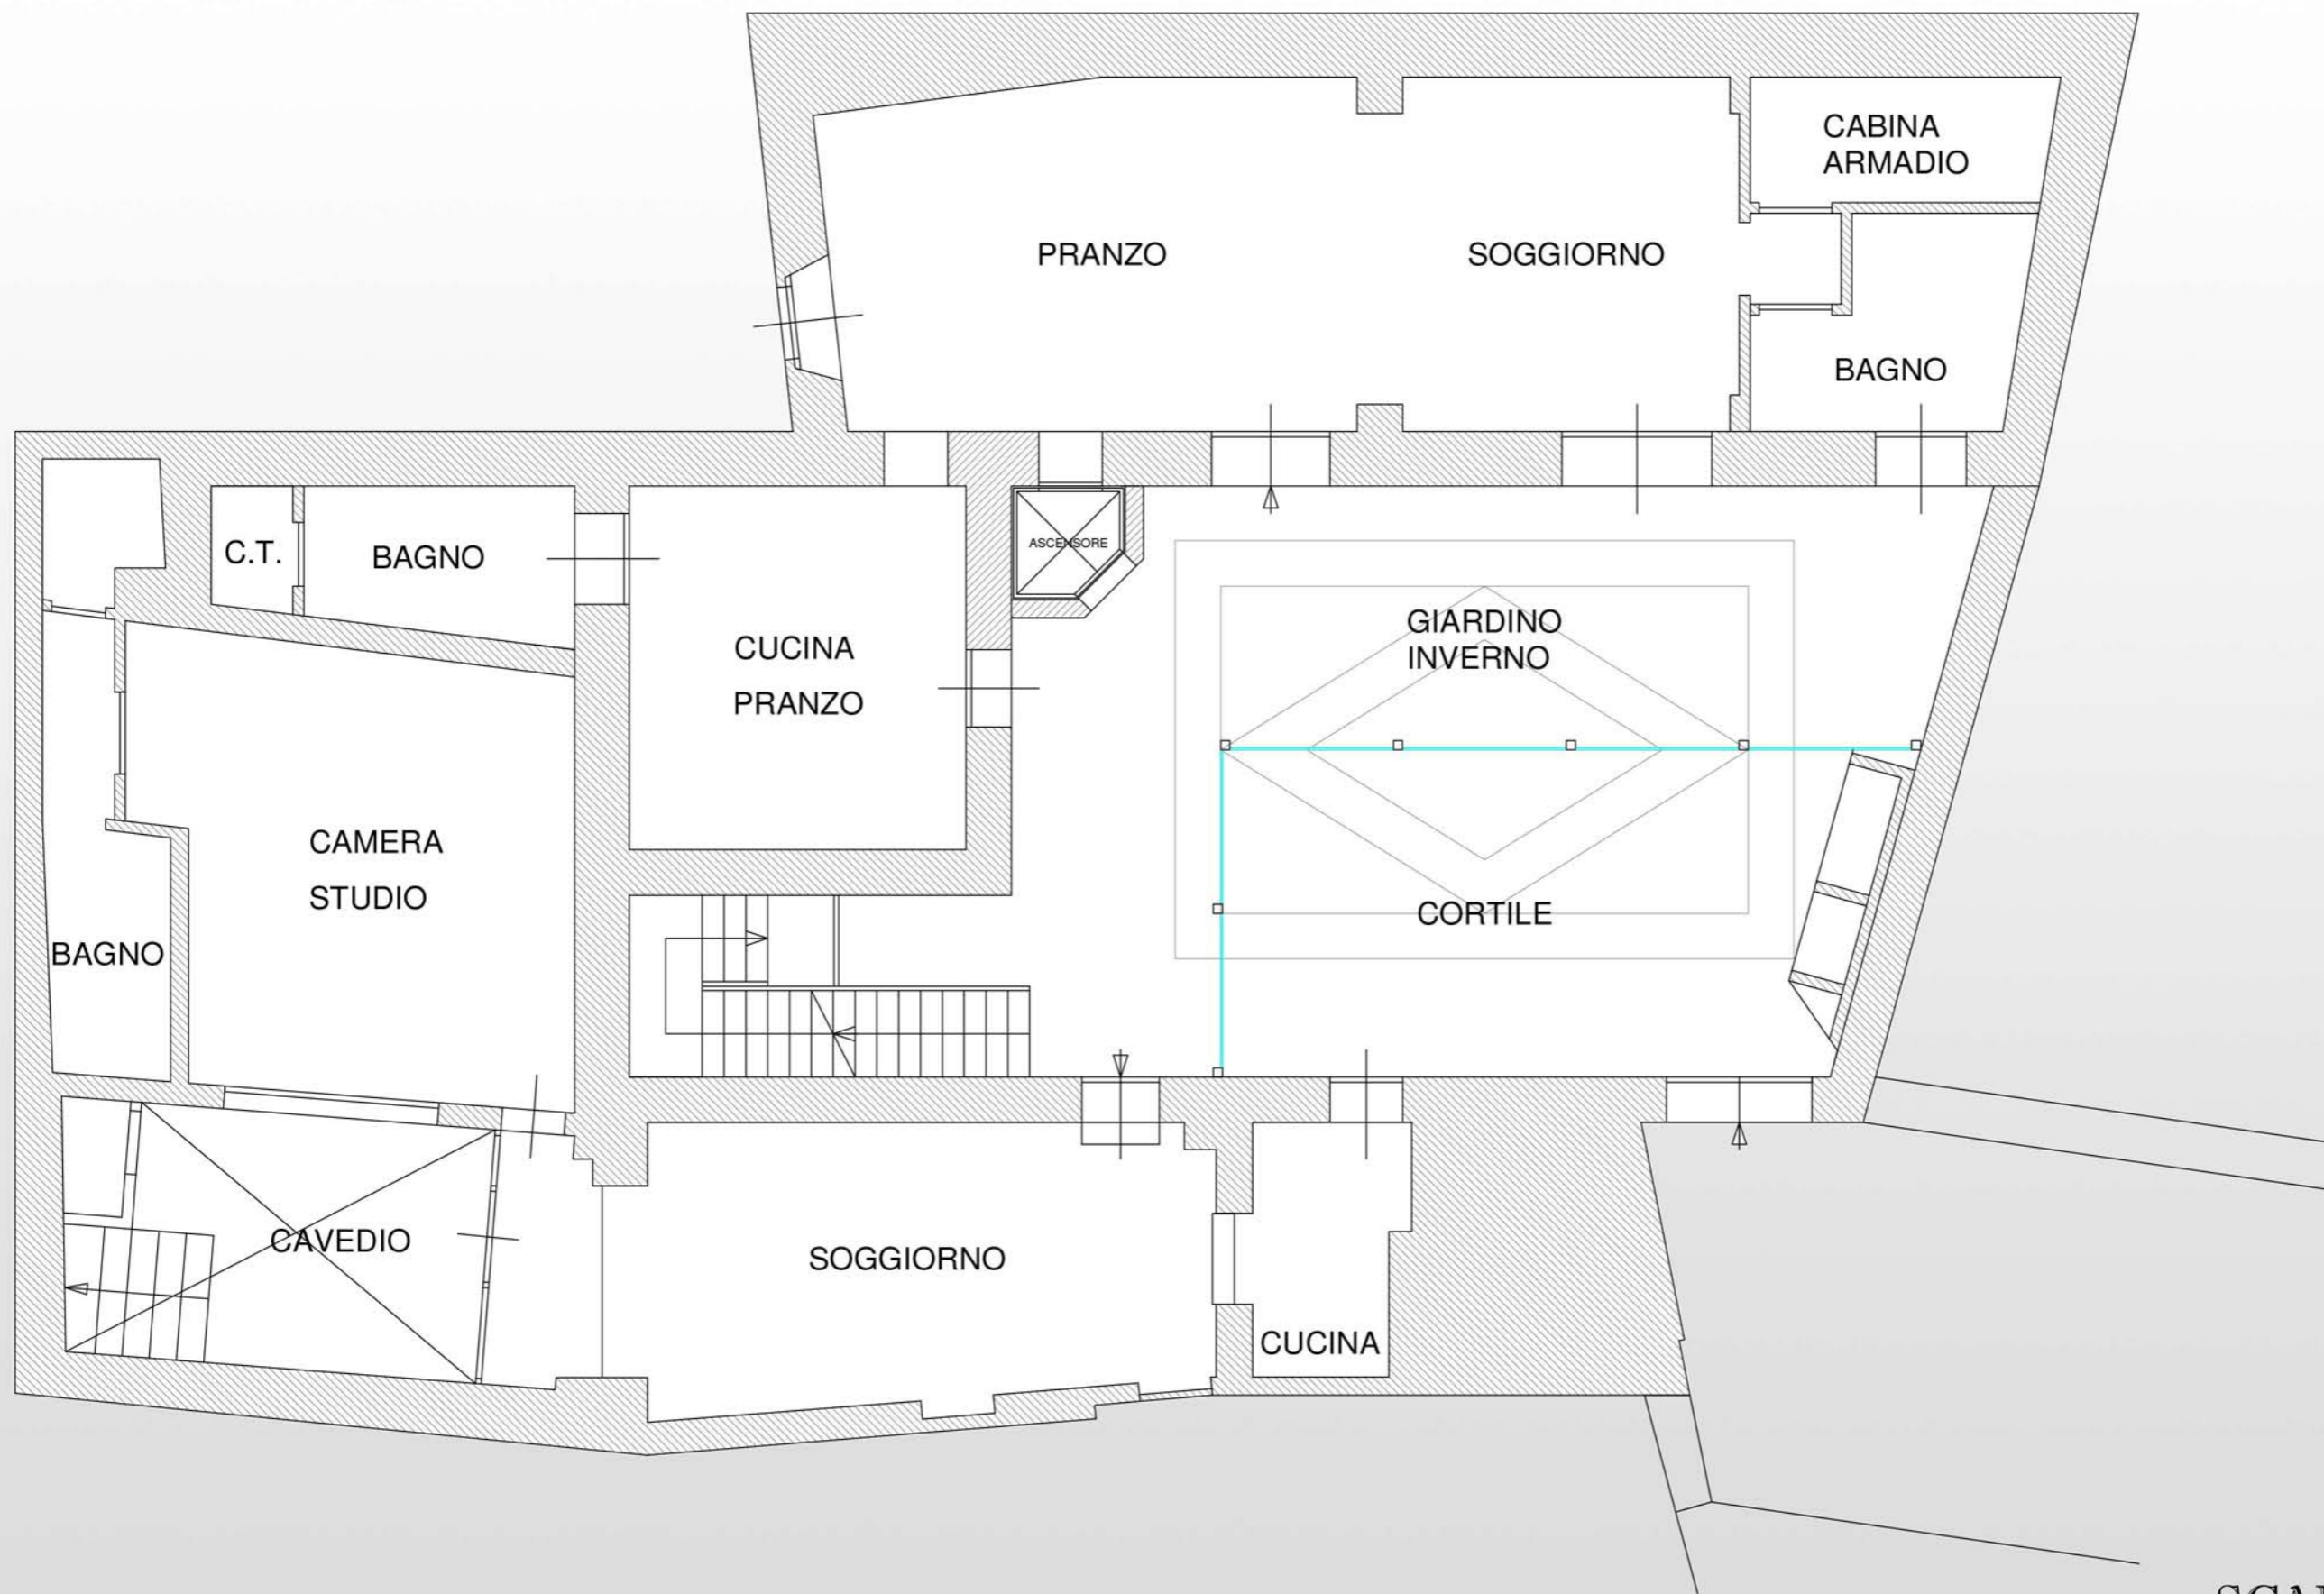 CABINA
ARMADIO
PRANZO
SOGGIORNO
BAGNO
C.T.
BAGNO
ASCENSORE
CUCINA
PRANZO
GIARDINO
INVERNO
CAMERA
STUDIO
CORTILE
BAGNO
CAVEDIO
SOGGIORNO
CUCINA